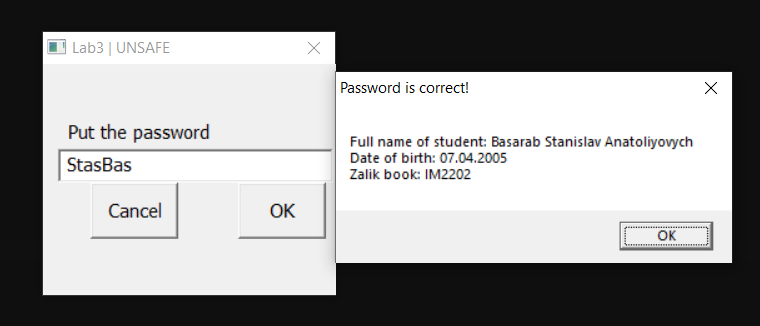 Lab3 | UNSAFE
Put the password
StasBas
Cancel
OK
Password is correct!
Full name of student: Basarab Stanislav Anatoliyovych
Date of birth: 07.04.2005
Zalik book: IM2202
OK